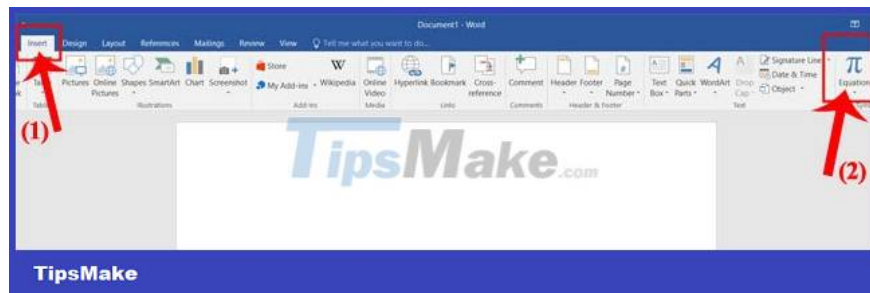 Document1 - Word
Insert Design Layout References Mailings Review View Tell me what you want to do...
Pictures Online Pictures Shapes SmartArt Chart Screenshot
Store
My Add-ins
Wikipedia
Online Video
Hyperlink Bookmark Cross-reference
Comment
Header Footer Page Number
Text Box Quick Parts WordArt Drop Cap
Signature Line
Date & Time
Object
Equation
Illustrations Add-ins Media Links Comments Header & Footer Text
(1)
(2)
TipsMake.com
TipsMake